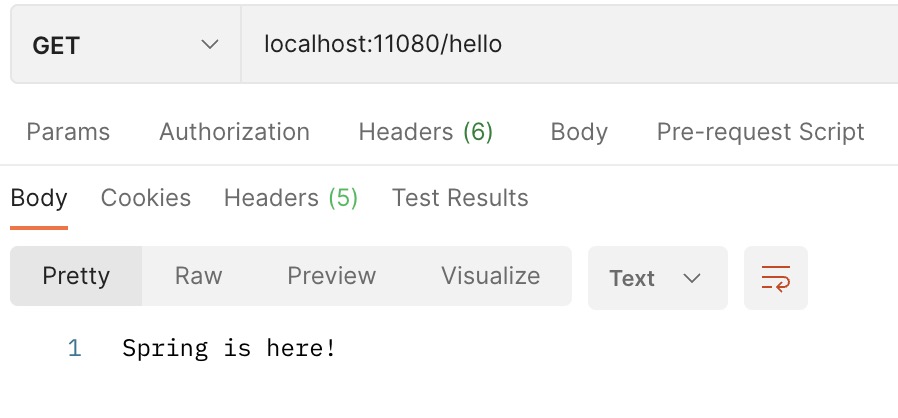 GET localhost:11080/hello
Params Authorization Headers (6) Body Pre-request Script
Body Cookies Headers (5) Test Results
Pretty Raw Preview Visualize Text
1 Spring is here!